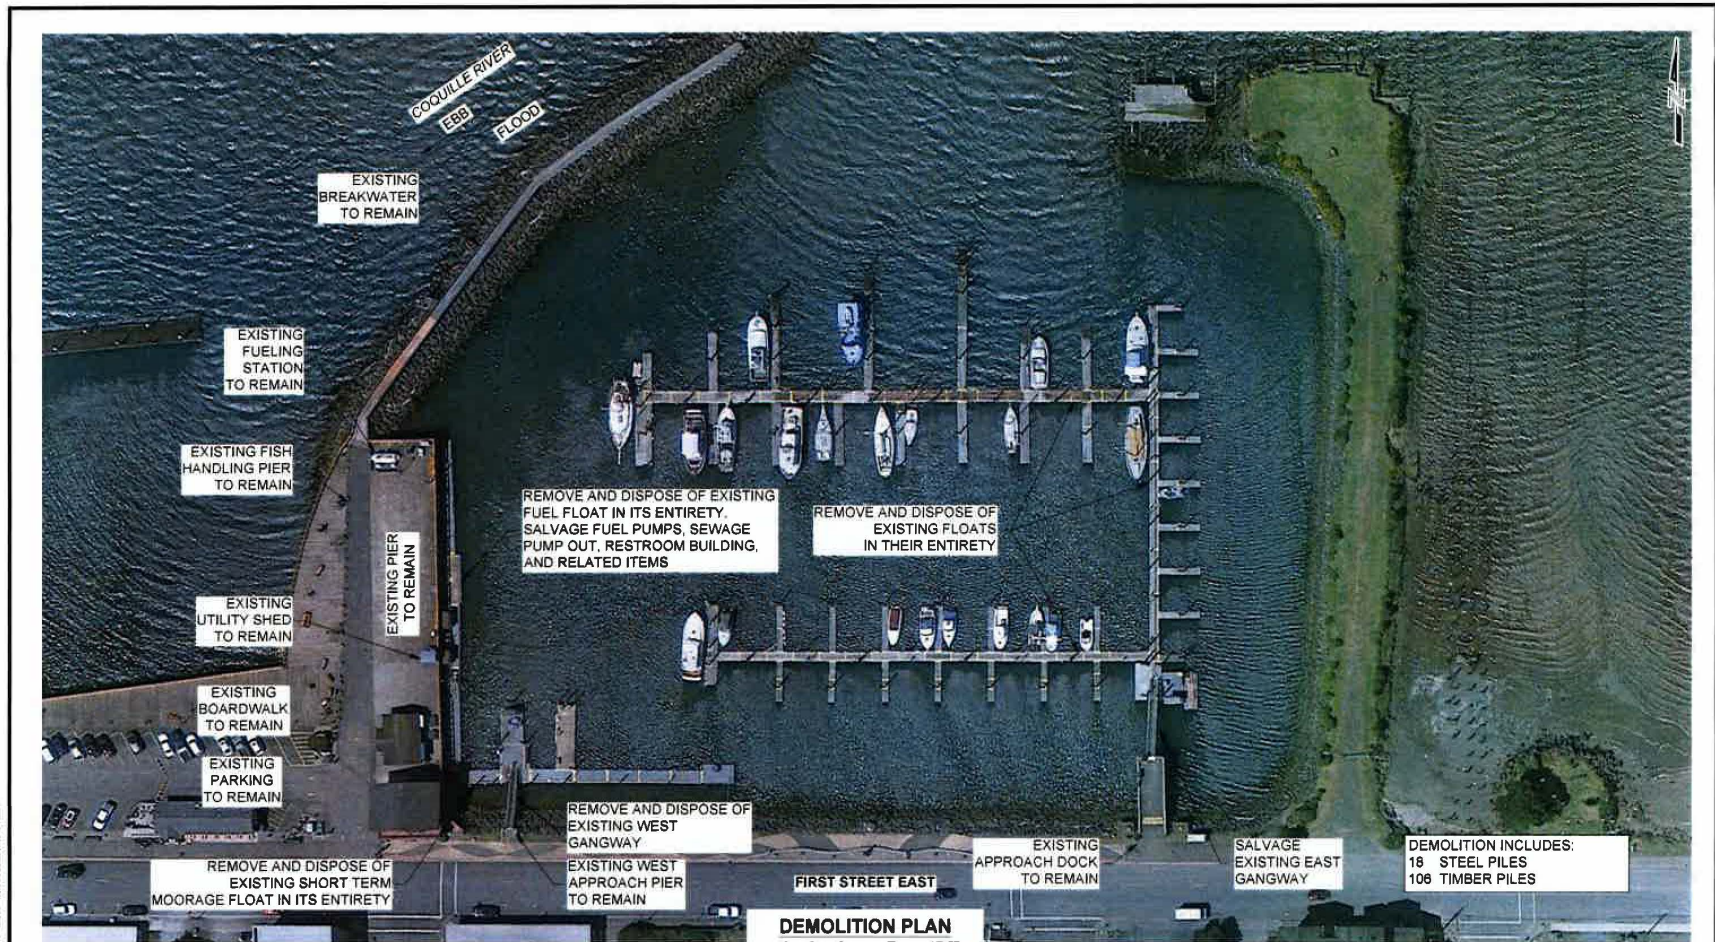 COQUILLE RIVER
EBB
FLOOD
N
EXISTING
BREAKWATER
TO REMAIN
EXISTING
FUELING
STATION
TO REMAIN
EXISTING FISH
HANDLING PIER
TO REMAIN
REMOVE AND DISPOSE OF EXISTING
FUEL FLOAT IN ITS ENTIRETY.
SALVAGE FUEL PUMPS, SEWAGE
PUMP OUT, RESTROOM BUILDING,
AND RELATED ITEMS
REMOVE AND DISPOSE OF
EXISTING FLOATS
IN THEIR ENTIRETY
EXISTING PIER
TO REMAIN
EXISTING
UTILITY SHED
TO REMAIN
EXISTING
BOARDWALK
TO REMAIN
EXISTING
PARKING
TO REMAIN
REMOVE AND DISPOSE OF
EXISTING WEST
GANGWAY
REMOVE AND DISPOSE OF
EXISTING SHORT TERM
MOORAGE FLOAT IN ITS ENTIRETY
EXISTING WEST
APPROACH PIER
TO REMAIN
FIRST STREET EAST
EXISTING
APPROACH DOCK
TO REMAIN
SALVAGE
EXISTING EAST
GANGWAY
DEMOLITION INCLUDES:
18 STEEL PILES
106 TIMBER PILES
DEMOLITION PLAN